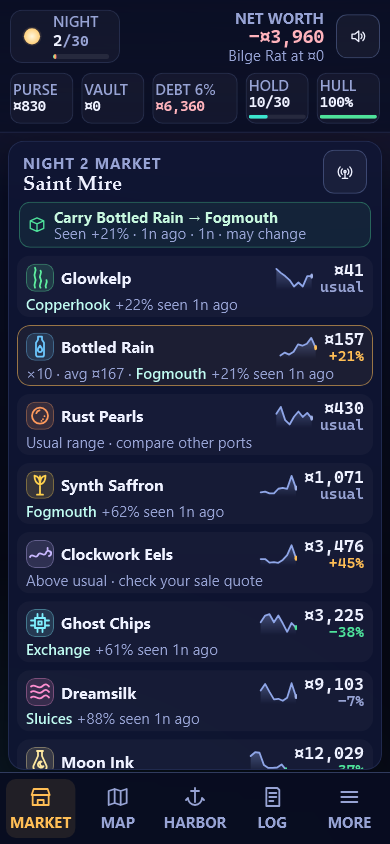 NIGHT
2/30
NET WORTH
−¤3,960
Bilge Rat at ¤0
PURSE
¤830
VAULT
¤0
DEBT 6%
¤6,360
HOLD
10/30
HULL
100%
NIGHT 2 MARKET
Saint Mire
Carry Bottled Rain → Fogmouth
Seen +21% · 1n ago · 1n · may change
Glowkelp
¤41
usual
Copperhook +22% seen 1n ago
Bottled Rain
¤157
+21%
×10 · avg ¤167 · Fogmouth +21% seen 1n ago
Rust Pearls
¤430
usual
Usual range · compare other ports
Synth Saffron
¤1,071
usual
Fogmouth +62% seen 1n ago
Clockwork Eels
¤3,476
+45%
Above usual · check your sale quote
Ghost Chips
¤3,225
−38%
Exchange +61% seen 1n ago
Dreamsilk
¤9,103
−7%
Sluices +88% seen 1n ago
Moon Ink
¤12,029
MARKET
MAP
HARBOR
LOG
MORE